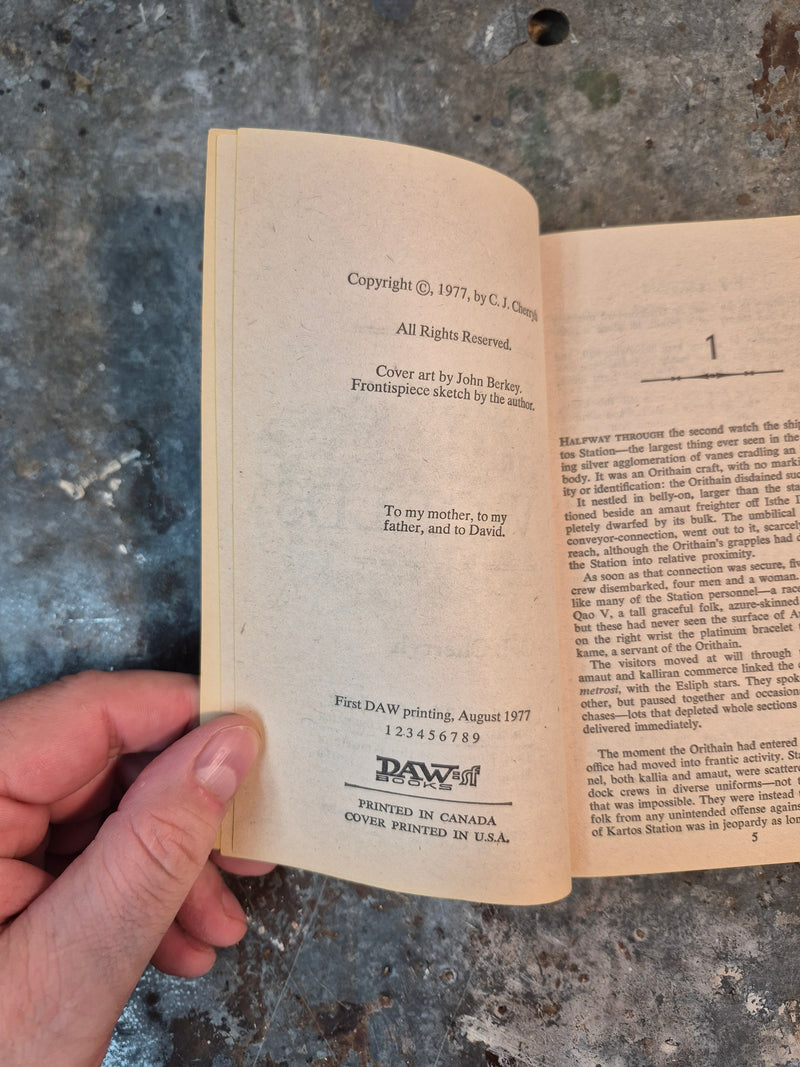 Copyright ©, 1977, by C. J. Cherryh
All Rights Reserved.
Cover art by John Berkey.
Frontispiece sketch by the author.
To my mother, to my
father, and to David.
First DAW printing, August 1977
1 2 3 4 5 6 7 8 9
DAW sf
BOOKS
PRINTED IN CANADA
COVER PRINTED IN U.S.A.
1
HALFWAY THROUGH the second watch the ship
tos Station—the largest thing ever seen in the
ing silver agglomeration of vanes cradling an
body. It was an Orithain craft, with no marki
ity or identification: the Orithain disdained suc
It nestled in belly-on, larger than the sta
tioned beside an amaut freighter off Isthe I
pletely dwarfed by its bulk. The umbilical
conveyor-connection, went out to it, scarcely
reach, although the Orithain's grapples had d
the Station into relative proximity.
As soon as that connection was secure, fiv
crew disembarked, four men and a woman.
like many of the Station personnel—a race
Qao V, a tall graceful folk, azure-skinned
but these had never seen the surface of A
on the right wrist the platinum bracelet
kame, a servant of the Orithain.
The visitors moved at will through
amaut and kalliran commerce linked the
metrosi, with the Esliph stars. They spok
other, but paused together and occasion
chases—lots that depleted whole sections
delivered immediately.
The moment the Orithain had entered
office had moved into frantic activity. Sta
nel, both kallia and amaut, were scattere
dock crews in diverse uniforms—not t
that was impossible. They were instead
folk from any unintended offense agains
of Kartos Station was in jeopardy as lon
5